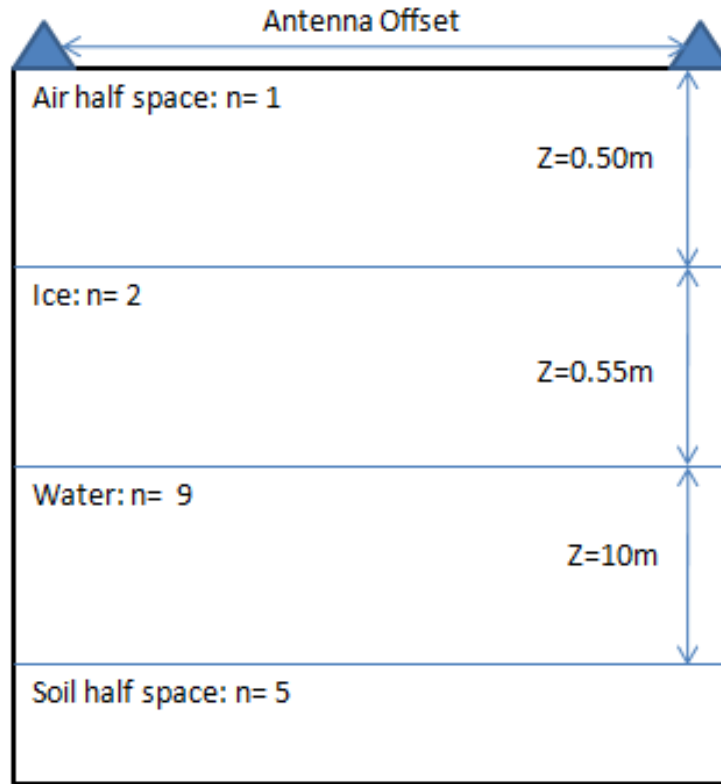 Antenna Offset
Air half space: n= 1
Z=0.50m
Ice: n= 2
Z=0.55m
Water: n=  9
Z=10m
Soil half space: n= 5